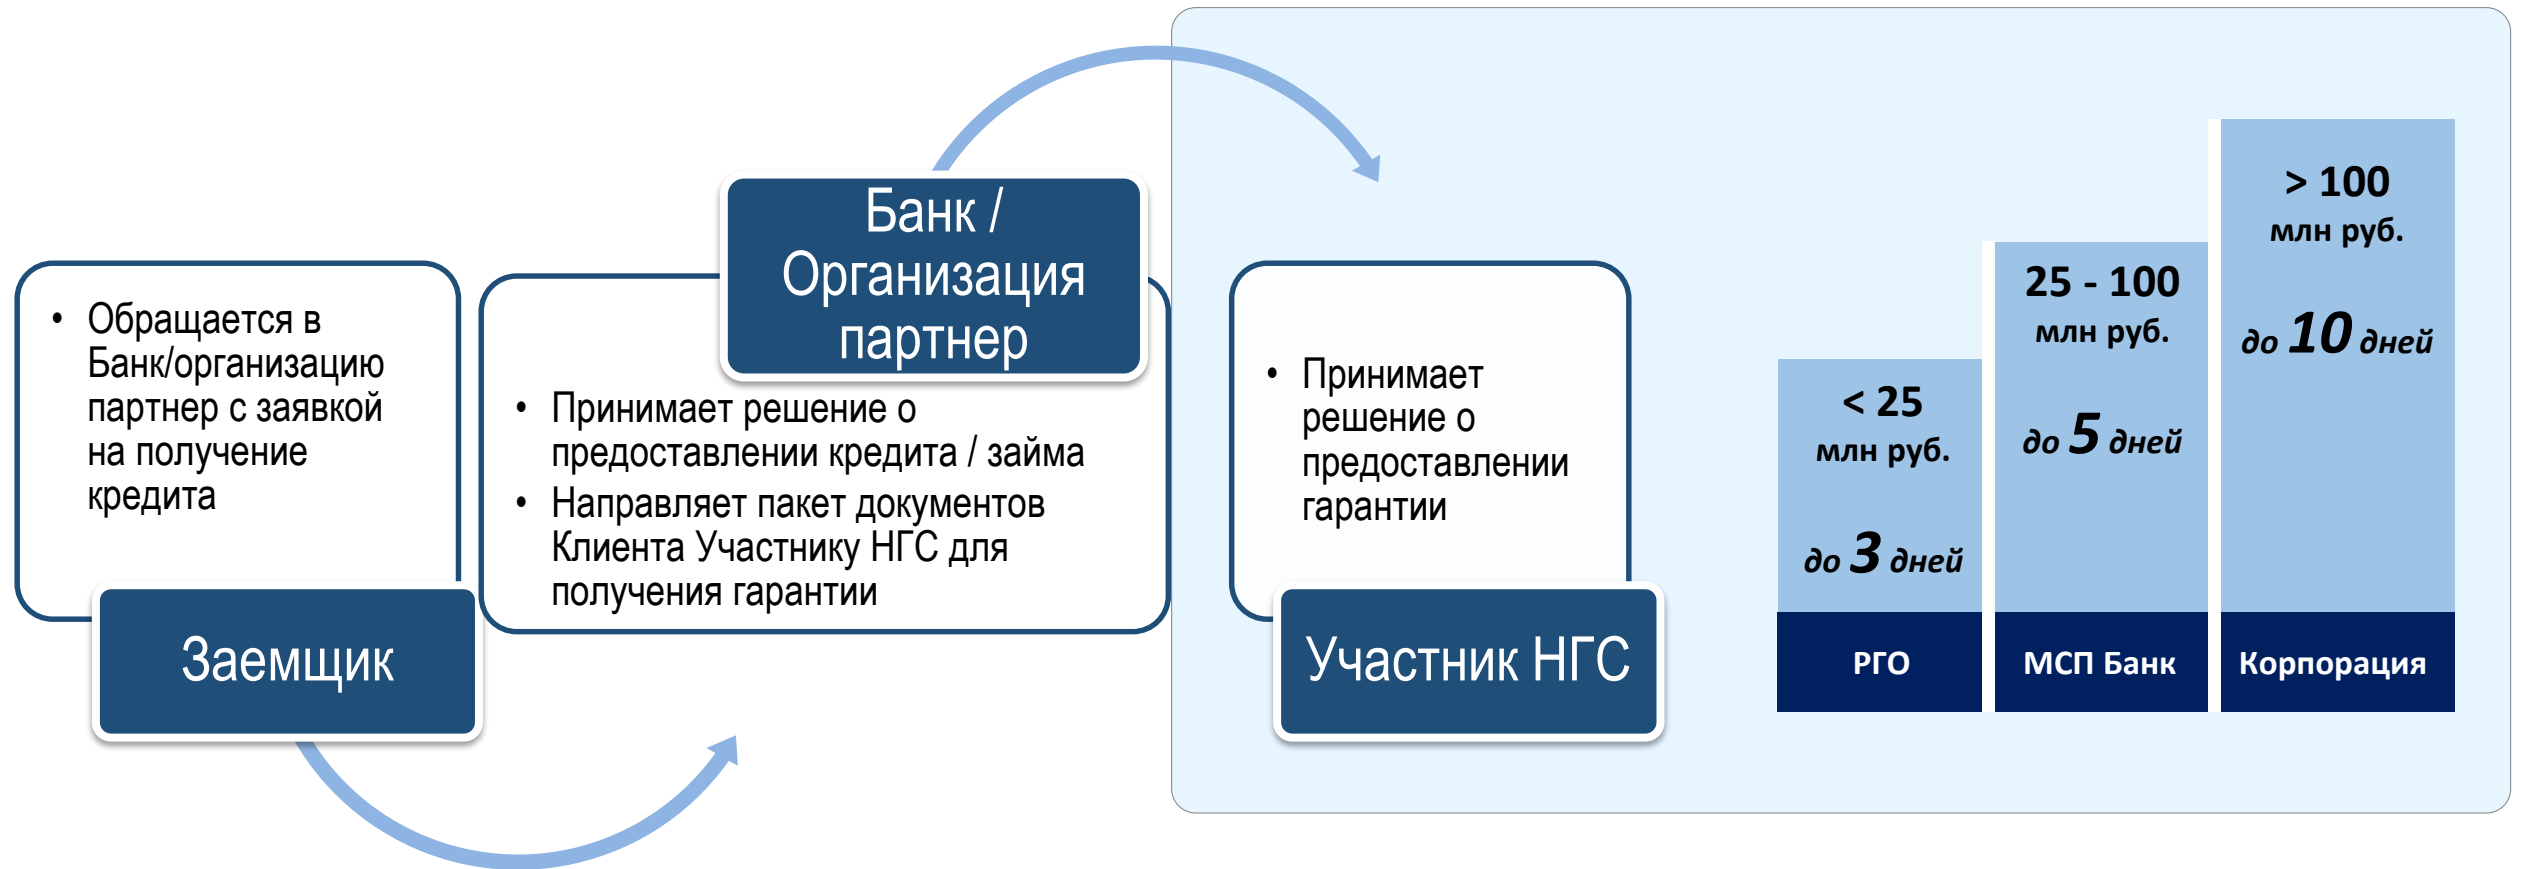 • Обращается в
Банк/организацию
партнер с заявкой
на получение
кредита
Заемщик
Банк /
Организация
партнер
• Принимает решение о
предоставлении кредита / займа
• Направляет пакет документов
Клиента Участнику НГС для
получения гарантии
• Принимает
решение о
предоставлении
гарантии
Участник НГС
< 25
млн руб.
до 3 дней
РГО
25 - 100
млн руб.
до 5 дней
МСП Банк
> 100
млн руб.
до 10 дней
Корпорация